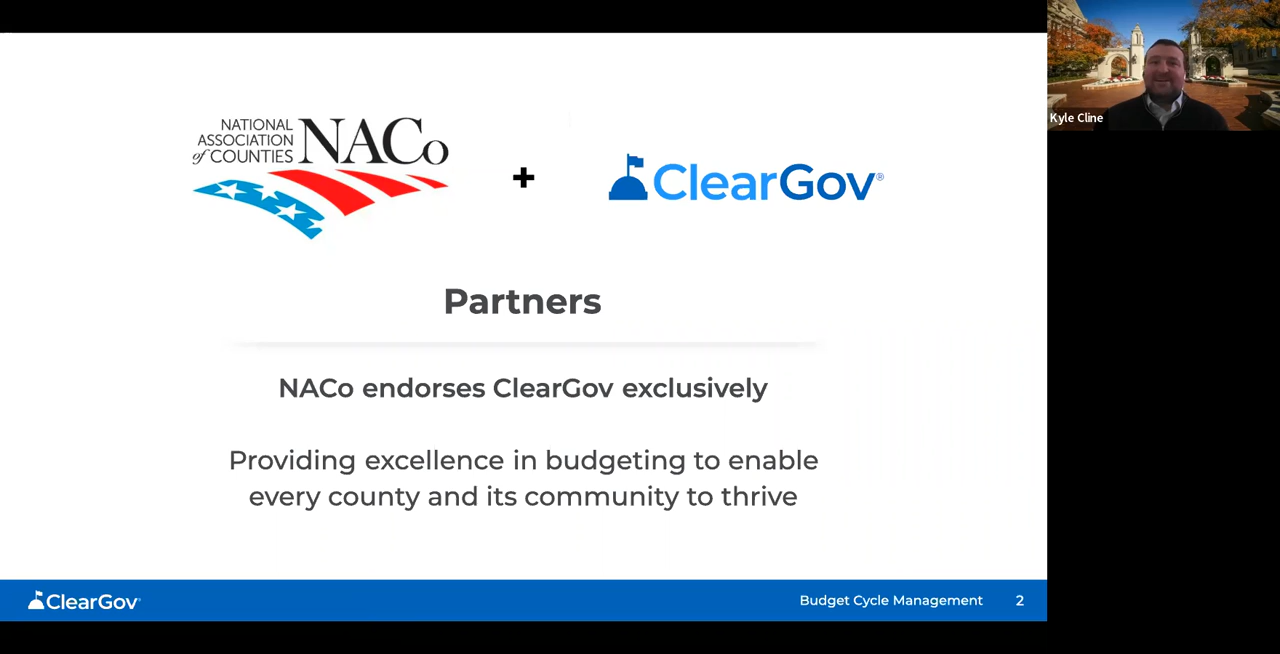 NATIONAL
ASSOCIATION
of COUNTIES
NACo
+
ClearGov®
Kyle Cline
Partners
NACo endorses ClearGov exclusively
Providing excellence in budgeting to enable
every county and its community to thrive
ClearGov
Budget Cycle Management
2